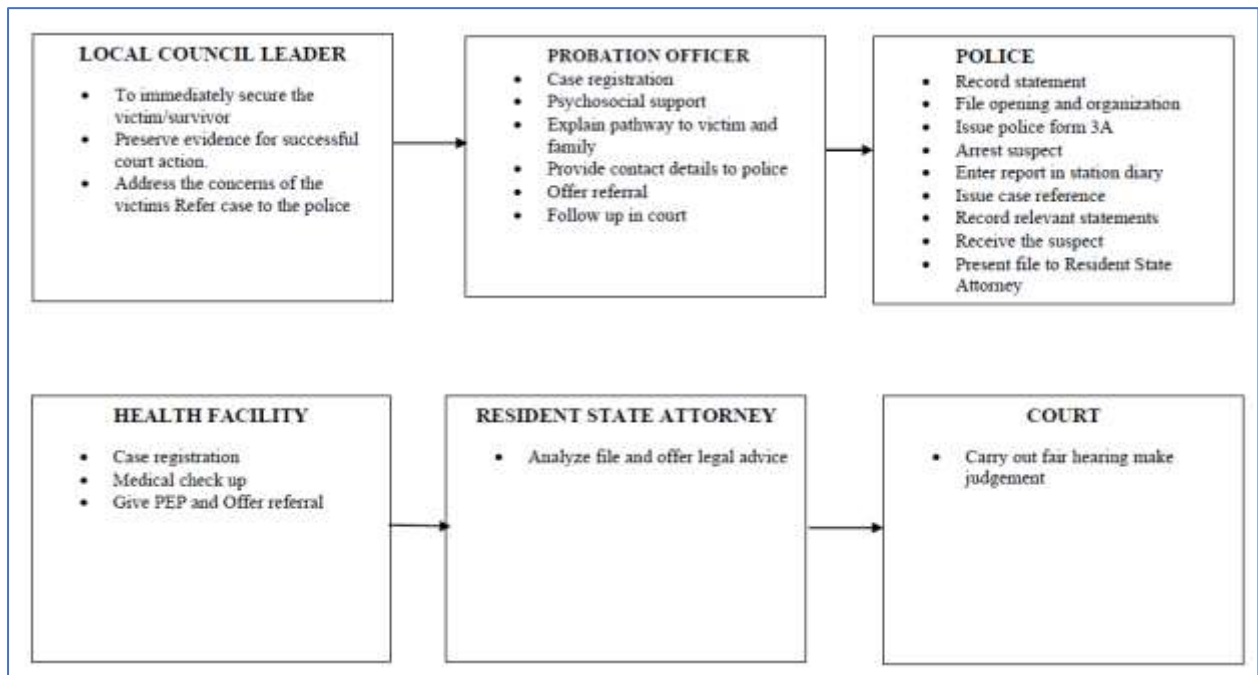 LOCAL COUNCIL LEADER
• To immediately secure the
victim/survivor
• Preserve evidence for successful
court action.
• Address the concerns of the
victims Refer case to the police
PROBATION OFFICER
• Case registration
• Psychosocial support
• Explain pathway to victim and
family
• Provide contact details to police
• Offer referral
• Follow up in court
POLICE
• Record statement
• File opening and organization
• Issue police form 3A
• Arrest suspect
• Enter report in station diary
• Issue case reference
• Record relevant statements
• Receive the suspect
• Present file to Resident State
Attorney
HEALTH FACILITY
• Case registration
• Medical check up
• Give PEP and Offer referral
RESIDENT STATE ATTORNEY
• Analyze file and offer legal advice
COURT
• Carry out fair hearing make
judgement